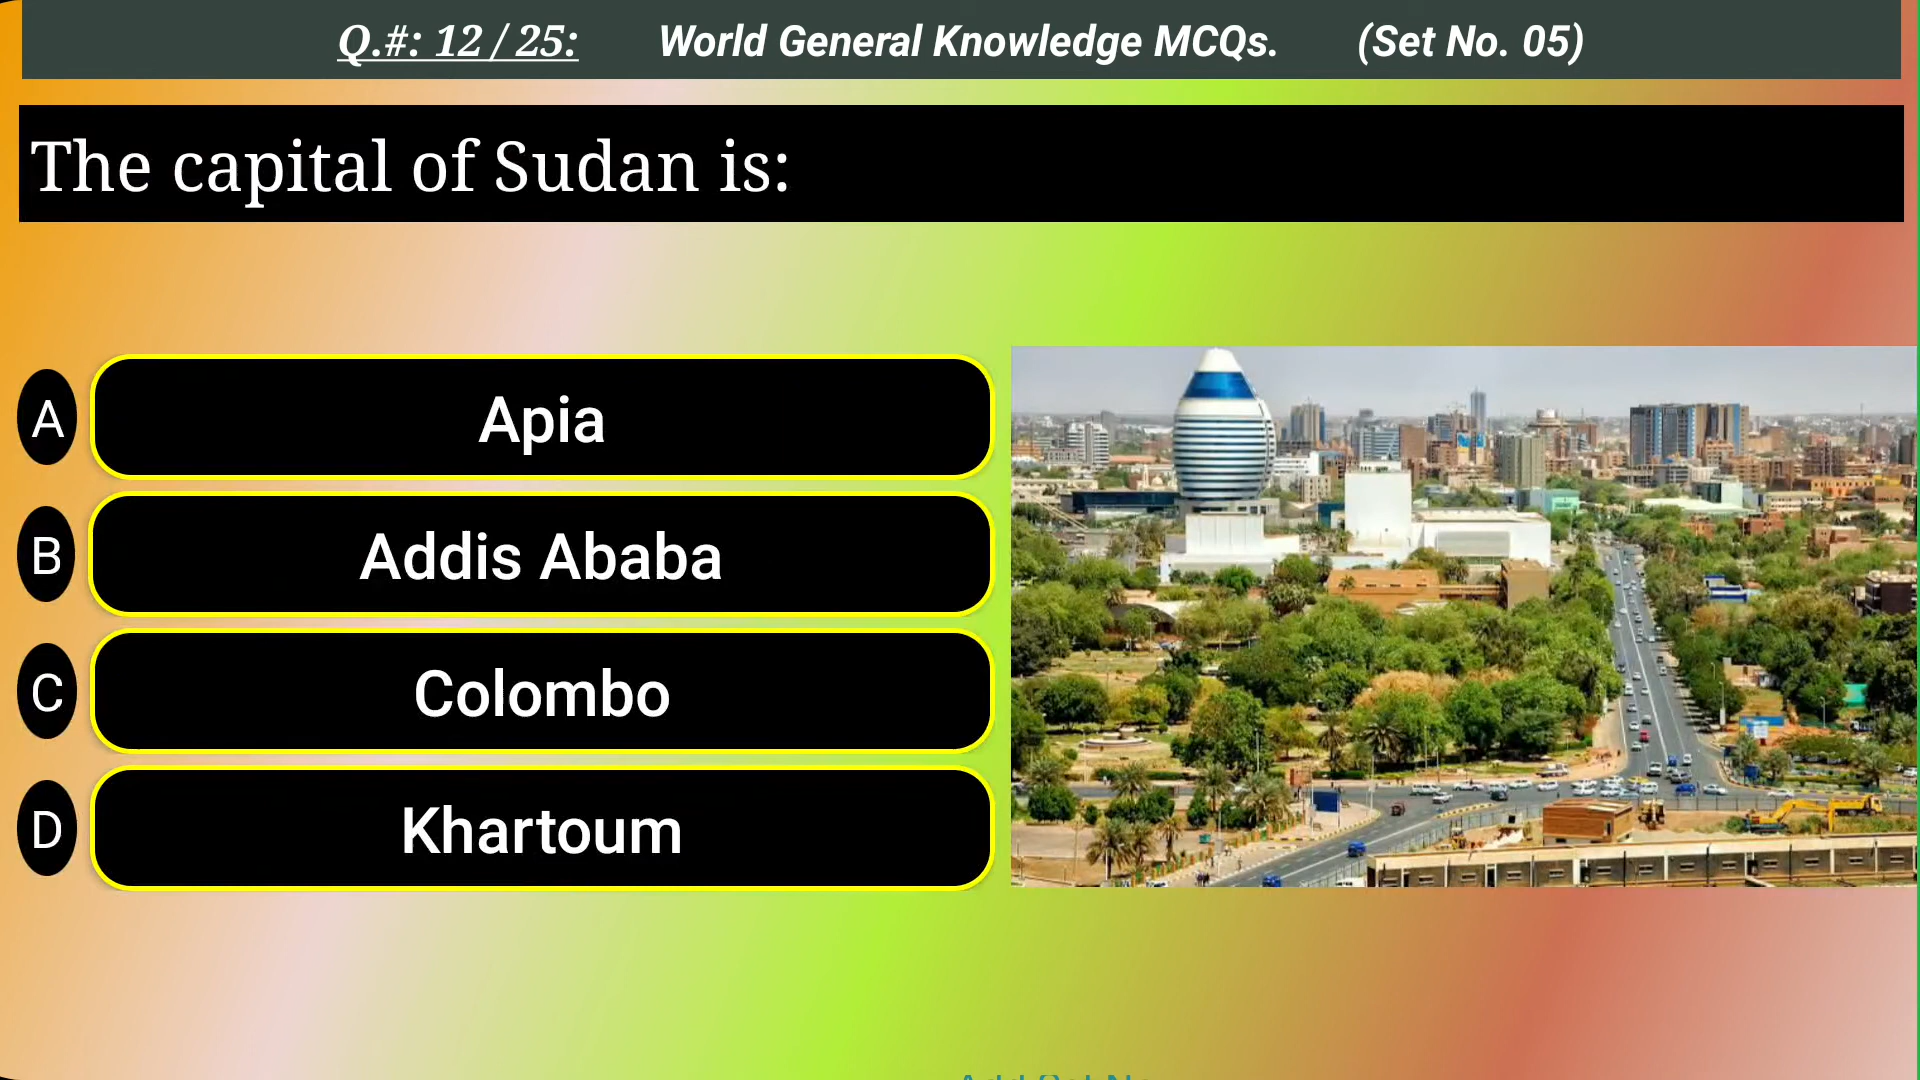 Q.#: 12 / 25: World General Knowledge MCQs. (Set No. 05)
The capital of Sudan is:
A Apia
B Addis Ababa
C Colombo
D Khartoum